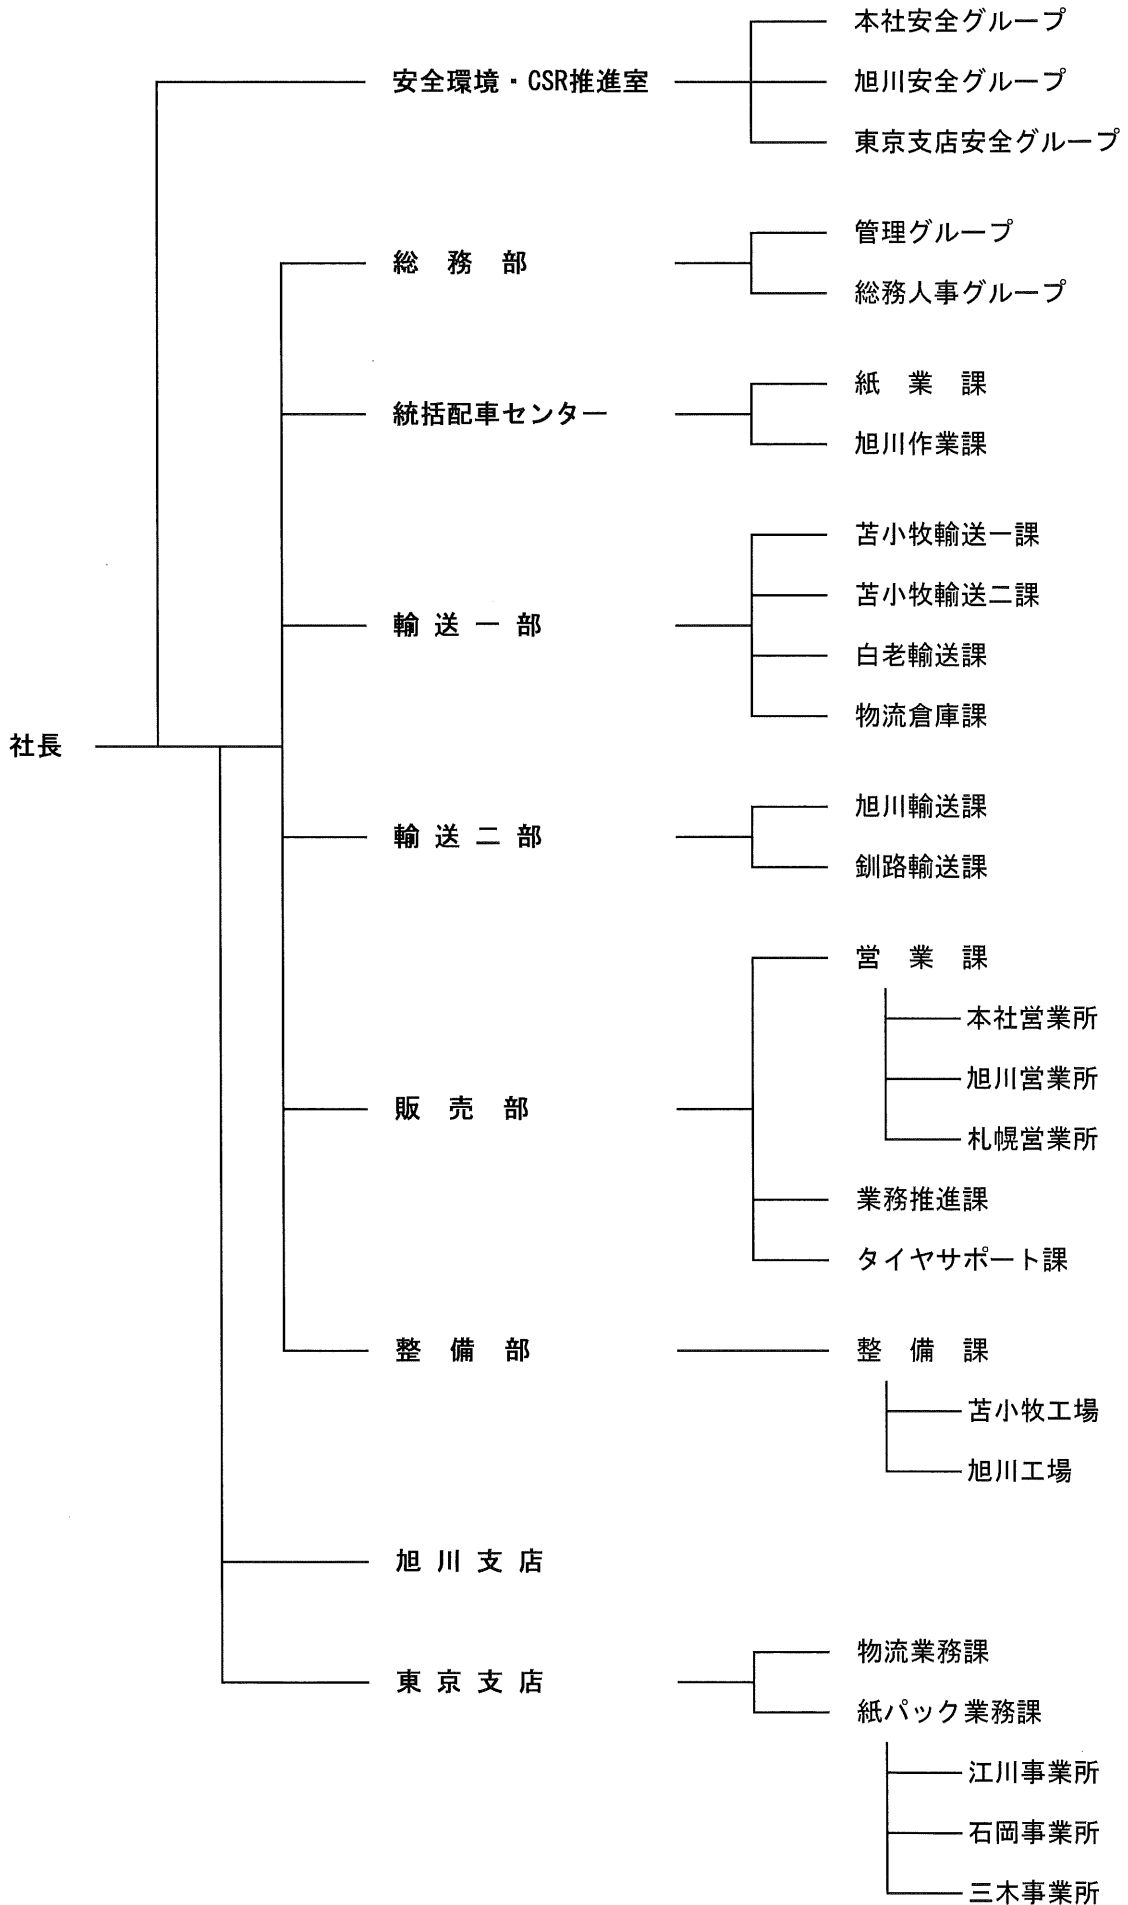 本社安全グループ
安全環境・CSR推進室
旭川安全グループ
東京支店安全グループ
管理グループ
総務部
総務人事グループ
紙業課
統括配車センター
旭川作業課
苫小牧輸送一課
苫小牧輸送二課
輸送一部
白老輸送課
物流倉庫課
社長
旭川輸送課
輸送二部
釧路輸送課
営業課
本社営業所
旭川営業所
販売部
札幌営業所
業務推進課
タイヤサポート課
整備部
整備課
苫小牧工場
旭川工場
旭川支店
物流業務課
東京支店
紙パック業務課
江川事業所
石岡事業所
三木事業所